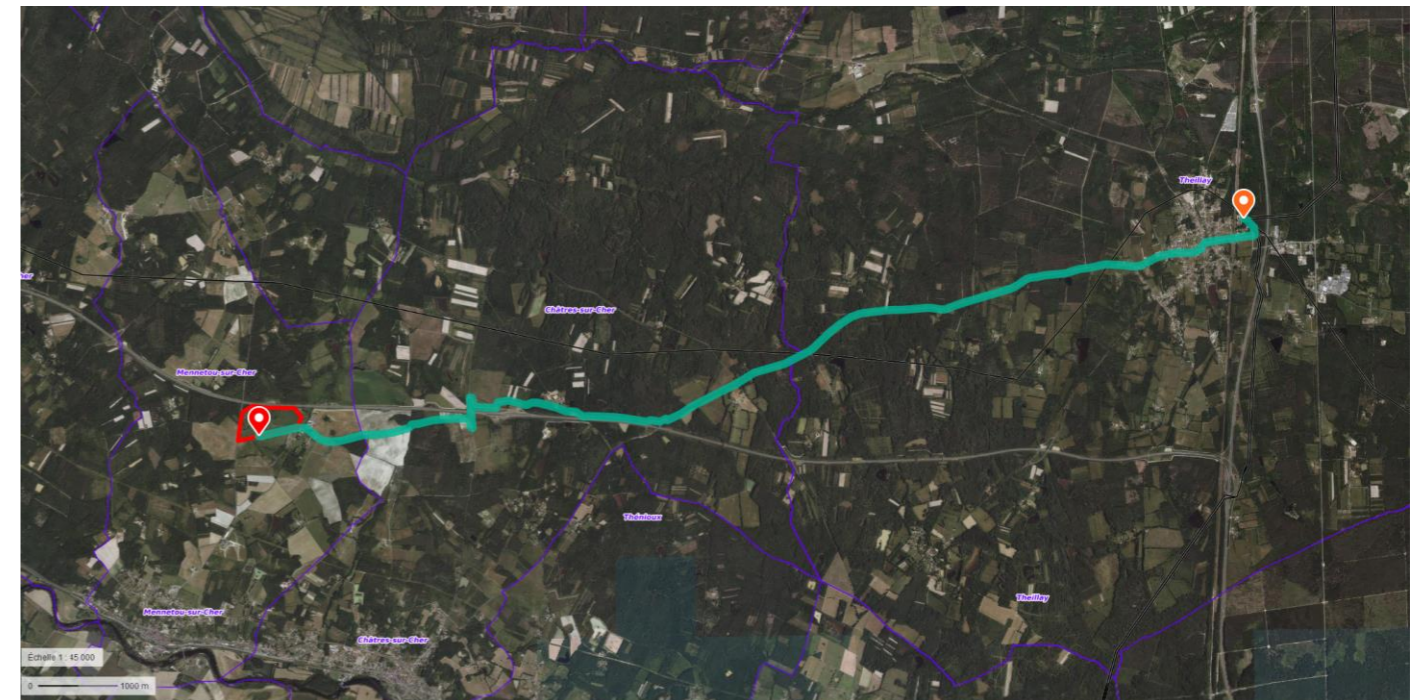 Theillay
Châtres-sur-Cher
Mennetou-sur-Cher
Thénioux
Theillay
Mennetou-sur-Cher
Châtres-sur-Cher
Échelle 1 : 45 000
0 1000 m